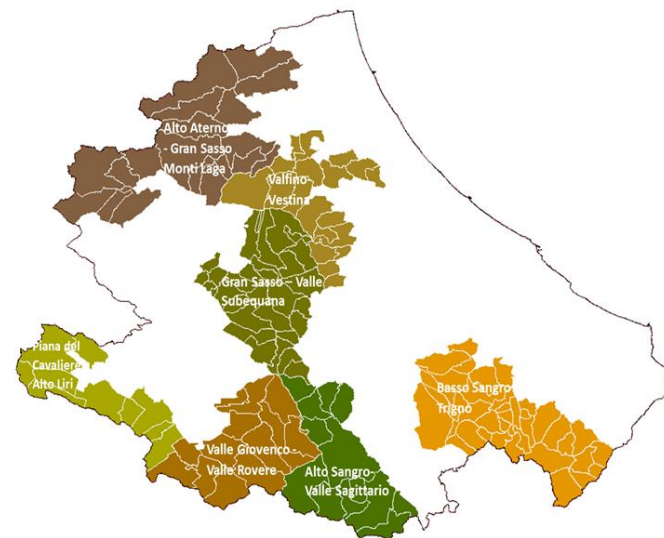 Alto Aterno
- Gran Sasso
Monti Laga
Valfino-
Vestina
Gran Sasso – Valle
Subequana
Piana del
Cavaliere
Alto Liri
Basso Sangro
Trigno
Valle Giovenco –
Valle Rovere
Alto Sangro–
Valle Sagittario